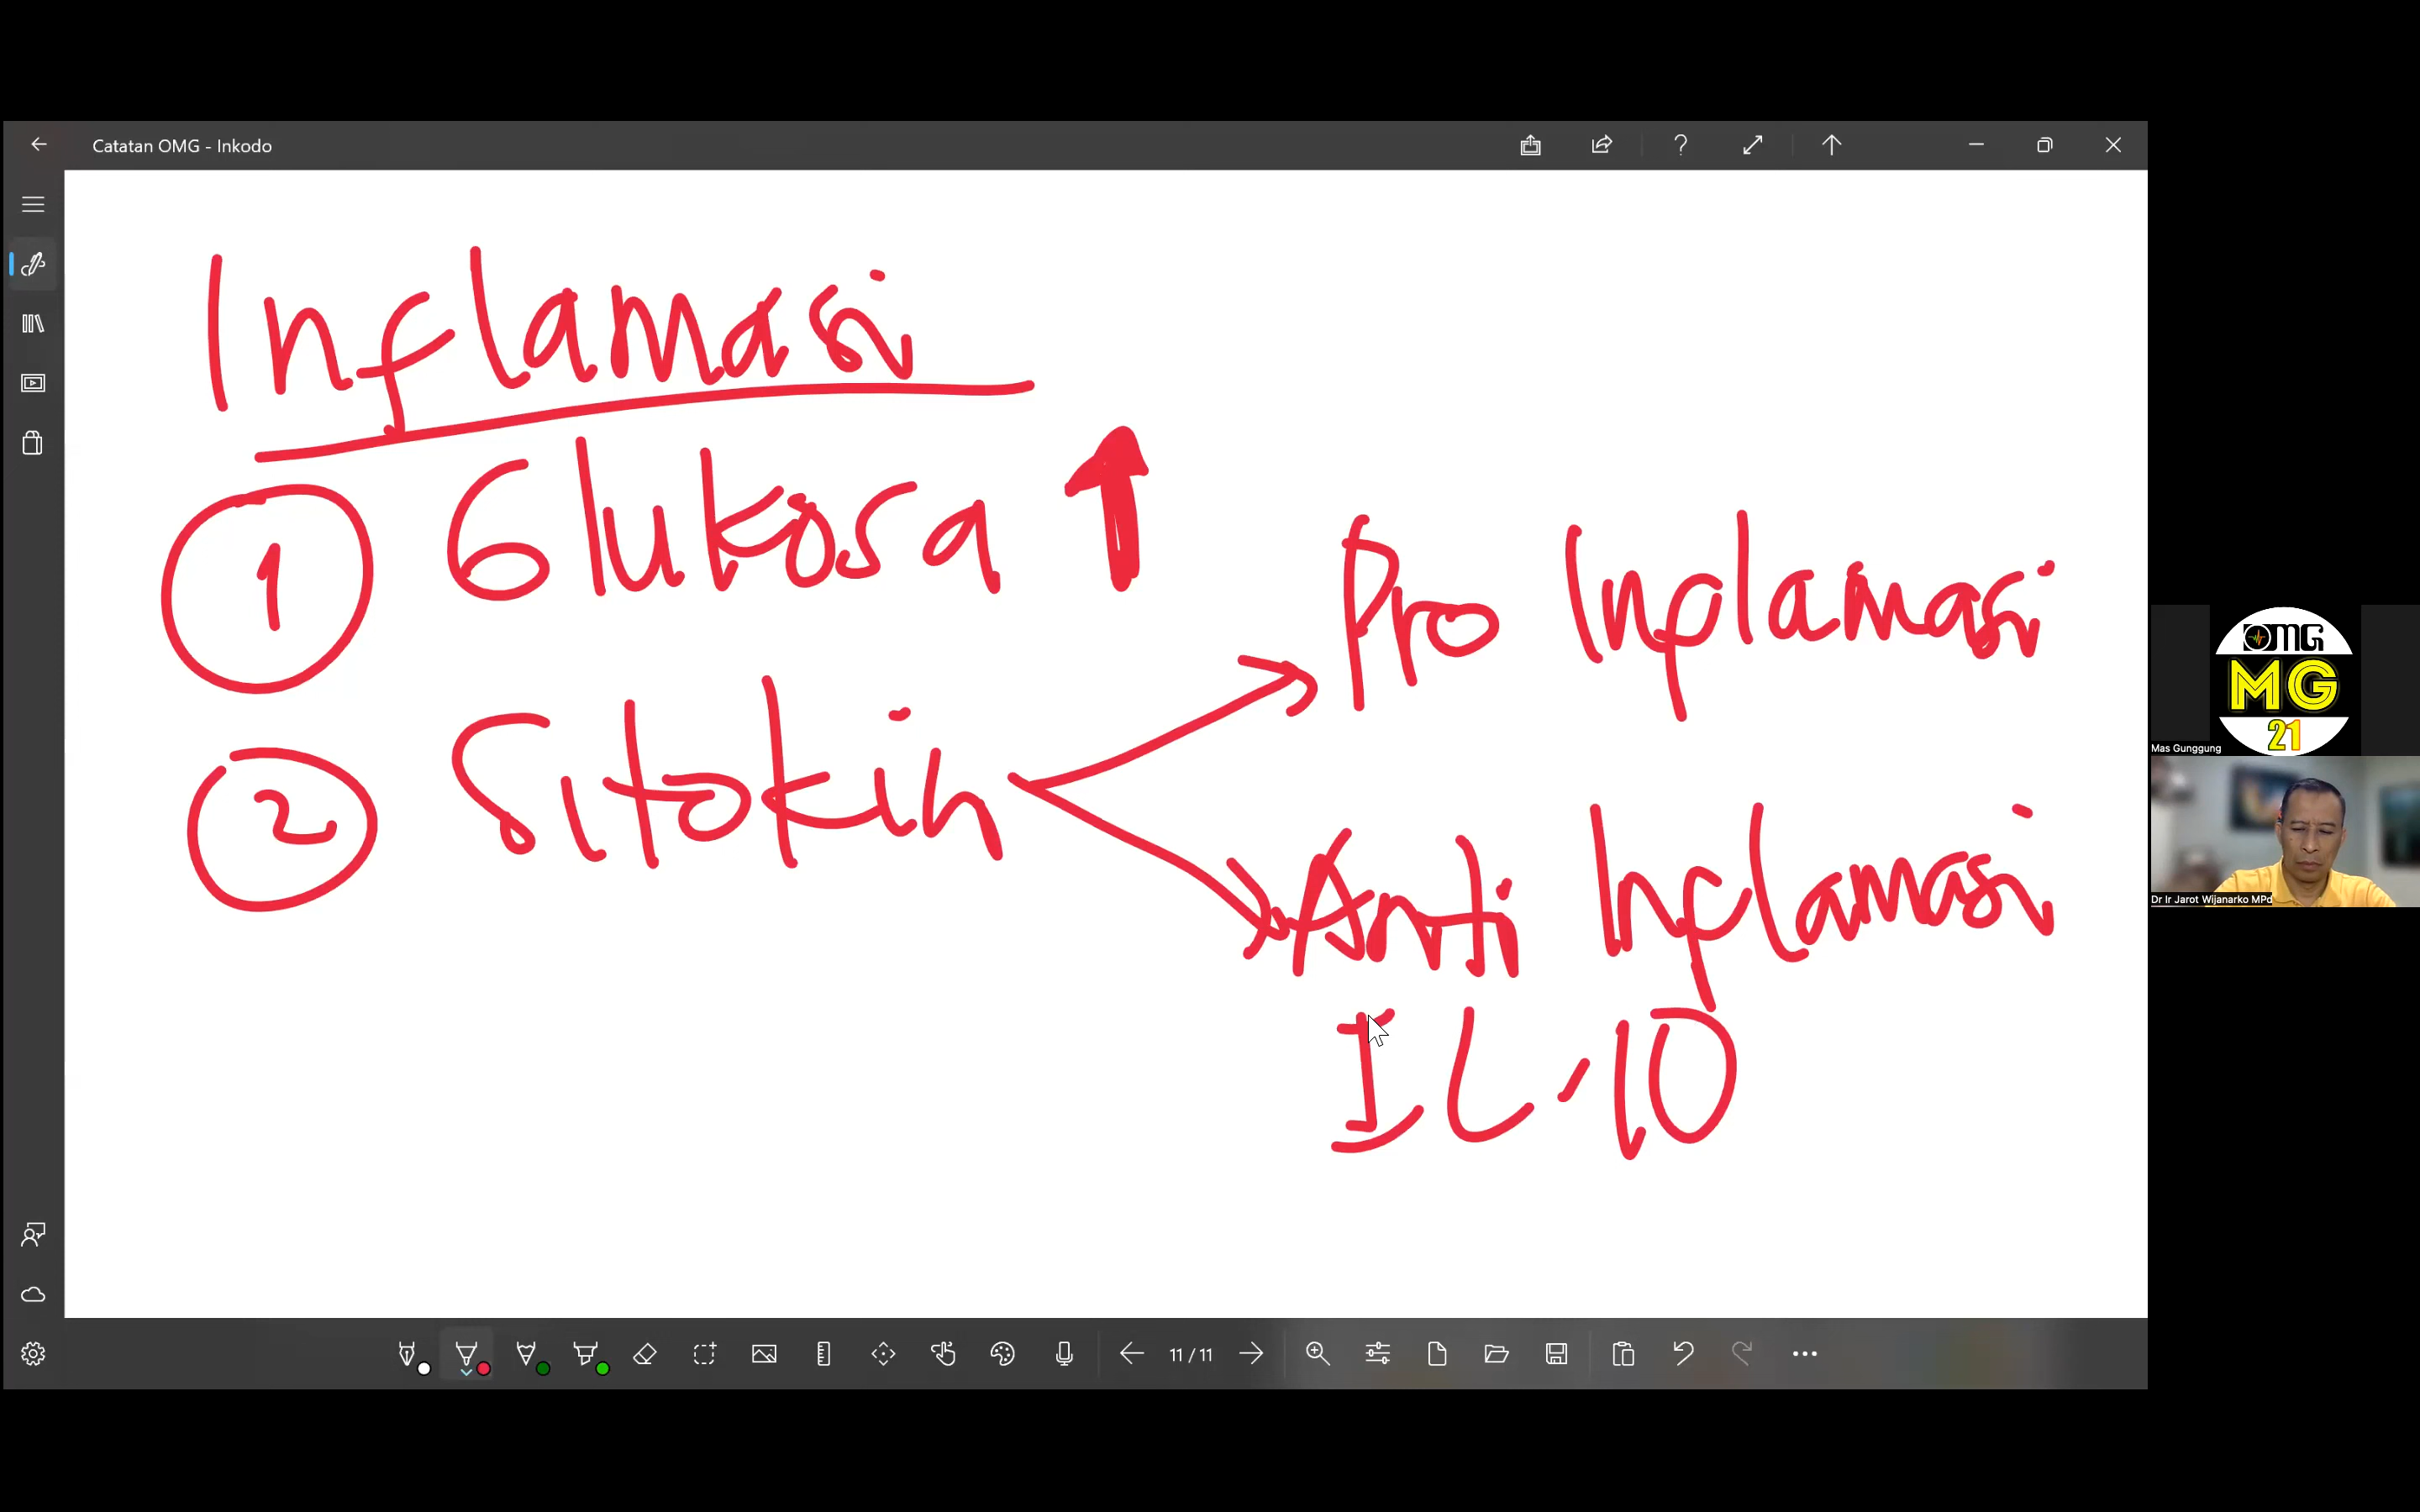 Catatan OMG - Inkodo
Inflamasi
1 Glukosa ↑
2 Sitokin
Pro Inflamasi
Anti Inflamasi
IL-10
11 / 11
OMG
MG
21
Mas Gunggung
Dr Ir Jarot Wijanarko MPd